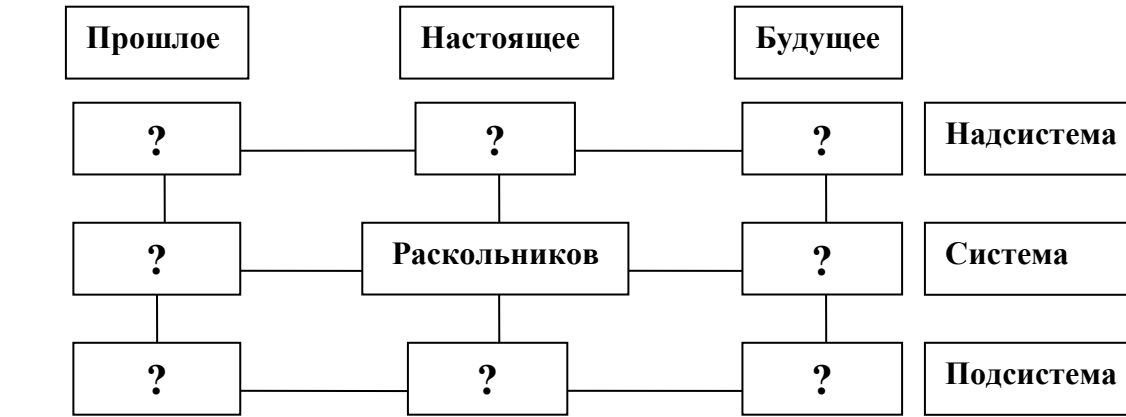 Прошлое Настоящее Будущее
? ? ? Надсистема
? Раскольников ? Система
? ? ? Подсистема